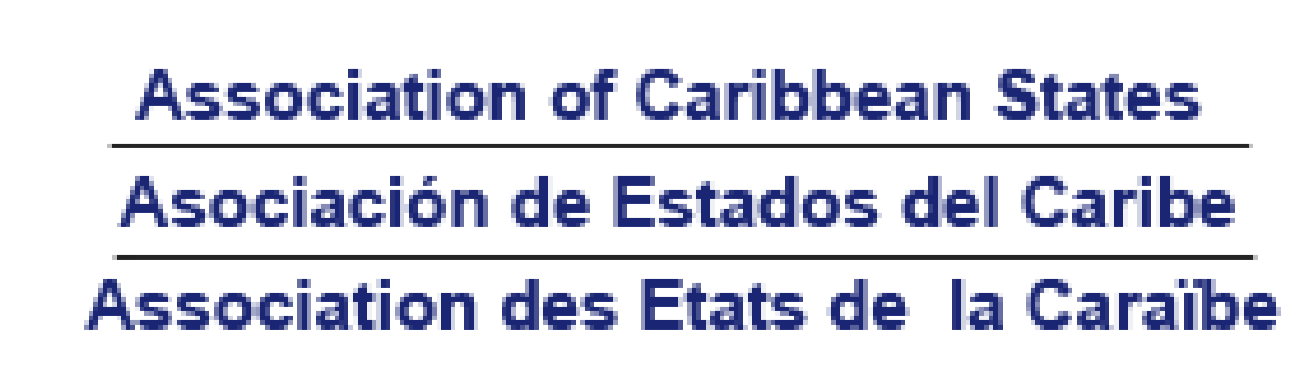 Association of Caribbean States
Asociación de Estados del Caribe
Association des Etats de la Caraïbe